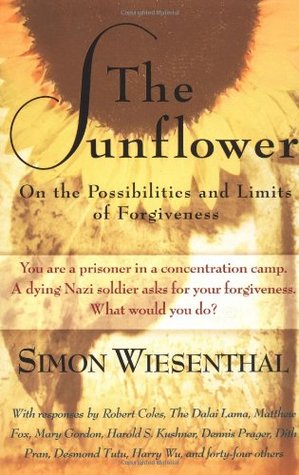 The
Sunflower
On the Possibilities and Limits
of Forgiveness
You are a prisoner in a concentration camp.
A dying Nazi soldier asks for your forgiveness.
What would you do?
SIMON WIESENTHAL
With responses by Robert Coles, The Dalai Lama, Matthew
Fox, Mary Gordon, Harold S. Kushner, Dennis Prager, Dith
Pran, Desmond Tutu, Harry Wu, and forty-four others